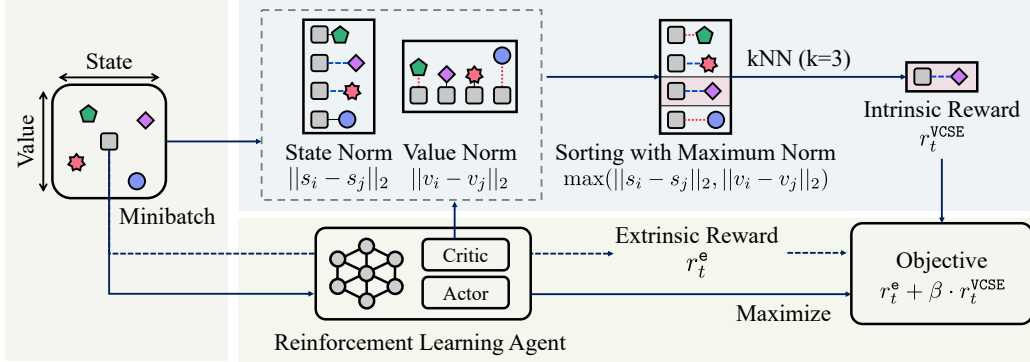 State
Value
Minibatch
State Norm
||s_i − s_j||_2
Value Norm
||v_i − v_j||_2
Sorting with Maximum Norm
max(||s_i − s_j||_2, ||v_i − v_j||_2)
kNN (k=3)
Intrinsic Reward
r_t^VCSE
Critic
Actor
Reinforcement Learning Agent
Extrinsic Reward
r_t^e
Maximize
Objective
r_t^e + β · r_t^VCSE